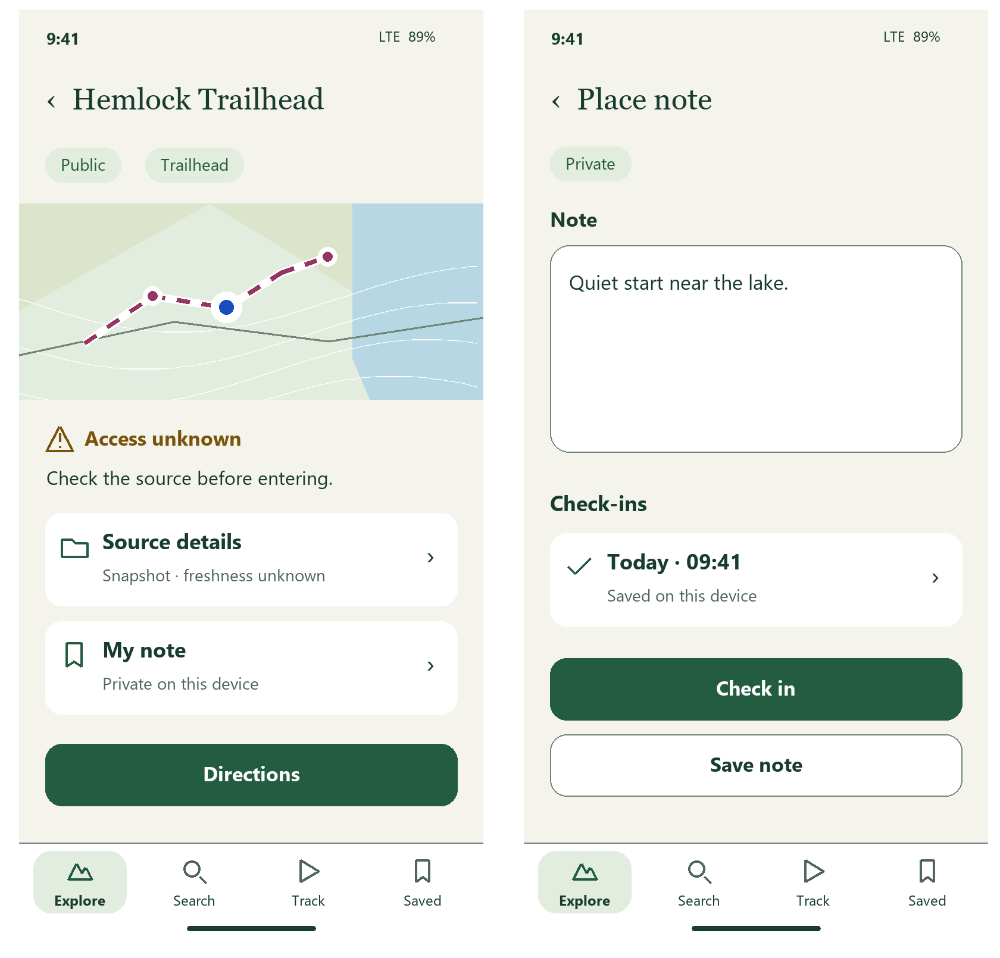 9:41
LTE 89%
‹ Hemlock Trailhead
Public
Trailhead
Access unknown
Check the source before entering.
Source details
Snapshot · freshness unknown
›
My note
Private on this device
›
Directions
Explore
Search
Track
Saved
9:41
LTE 89%
‹ Place note
Private
Note
Quiet start near the lake.
Check-ins
Today · 09:41
Saved on this device
›
Check in
Save note
Explore
Search
Track
Saved